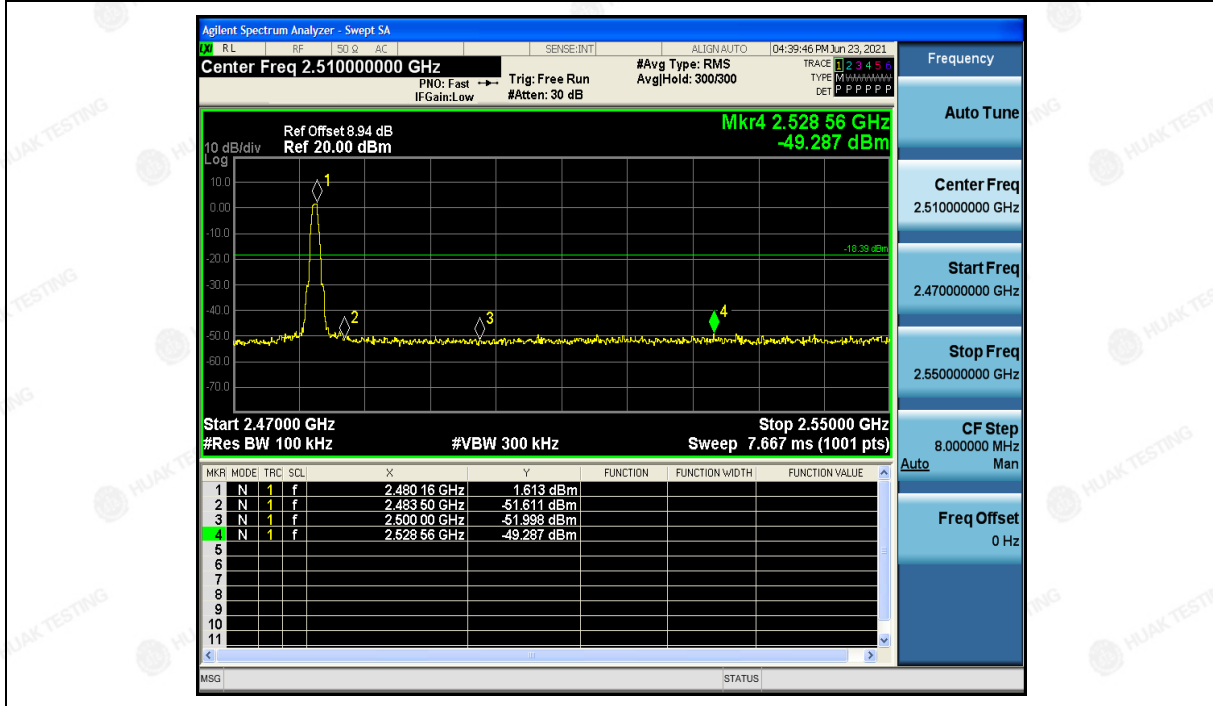 Agilent Spectrum Analyzer - Swept SA
LXI RL RF 50 Ω AC SENSE:INT ALIGN AUTO 04:39:46 PM Jun 23, 2021
Center Freq 2.510000000 GHz
PNO: Fast
IFGain:Low
Trig: Free Run
#Atten: 30 dB
#Avg Type: RMS
Avg|Hold: 300/300
TRACE 1 2 3 4 5 6
TYPE M WWWWW
DET P P P P P P
Frequency
Auto Tune
Center Freq
2.510000000 GHz
Start Freq
2.470000000 GHz
Stop Freq
2.550000000 GHz
CF Step
8.000000 MHz
Auto Man
Freq Offset
0 Hz
Mkr4 2.528 56 GHz
-49.287 dBm
Ref Offset 8.94 dB
10 dB/div Ref 20.00 dBm
Log
10.0
0.00
-10.0
-20.0
-30.0
-40.0
-50.0
-60.0
-70.0
1
2
3
4
-18.39 dBm
Start 2.47000 GHz Stop 2.55000 GHz
#Res BW 100 kHz #VBW 300 kHz Sweep 7.667 ms (1001 pts)
MKR MODE TRC SCL X Y FUNCTION FUNCTION WIDTH FUNCTION VALUE
1 N 1 f 2.480 16 GHz 1.613 dBm
2 N 1 f 2.483 50 GHz -51.611 dBm
3 N 1 f 2.500 00 GHz -51.998 dBm
4 N 1 f 2.528 56 GHz -49.287 dBm
5
6
7
8
9
10
11
MSG STATUS
HUAK TESTING